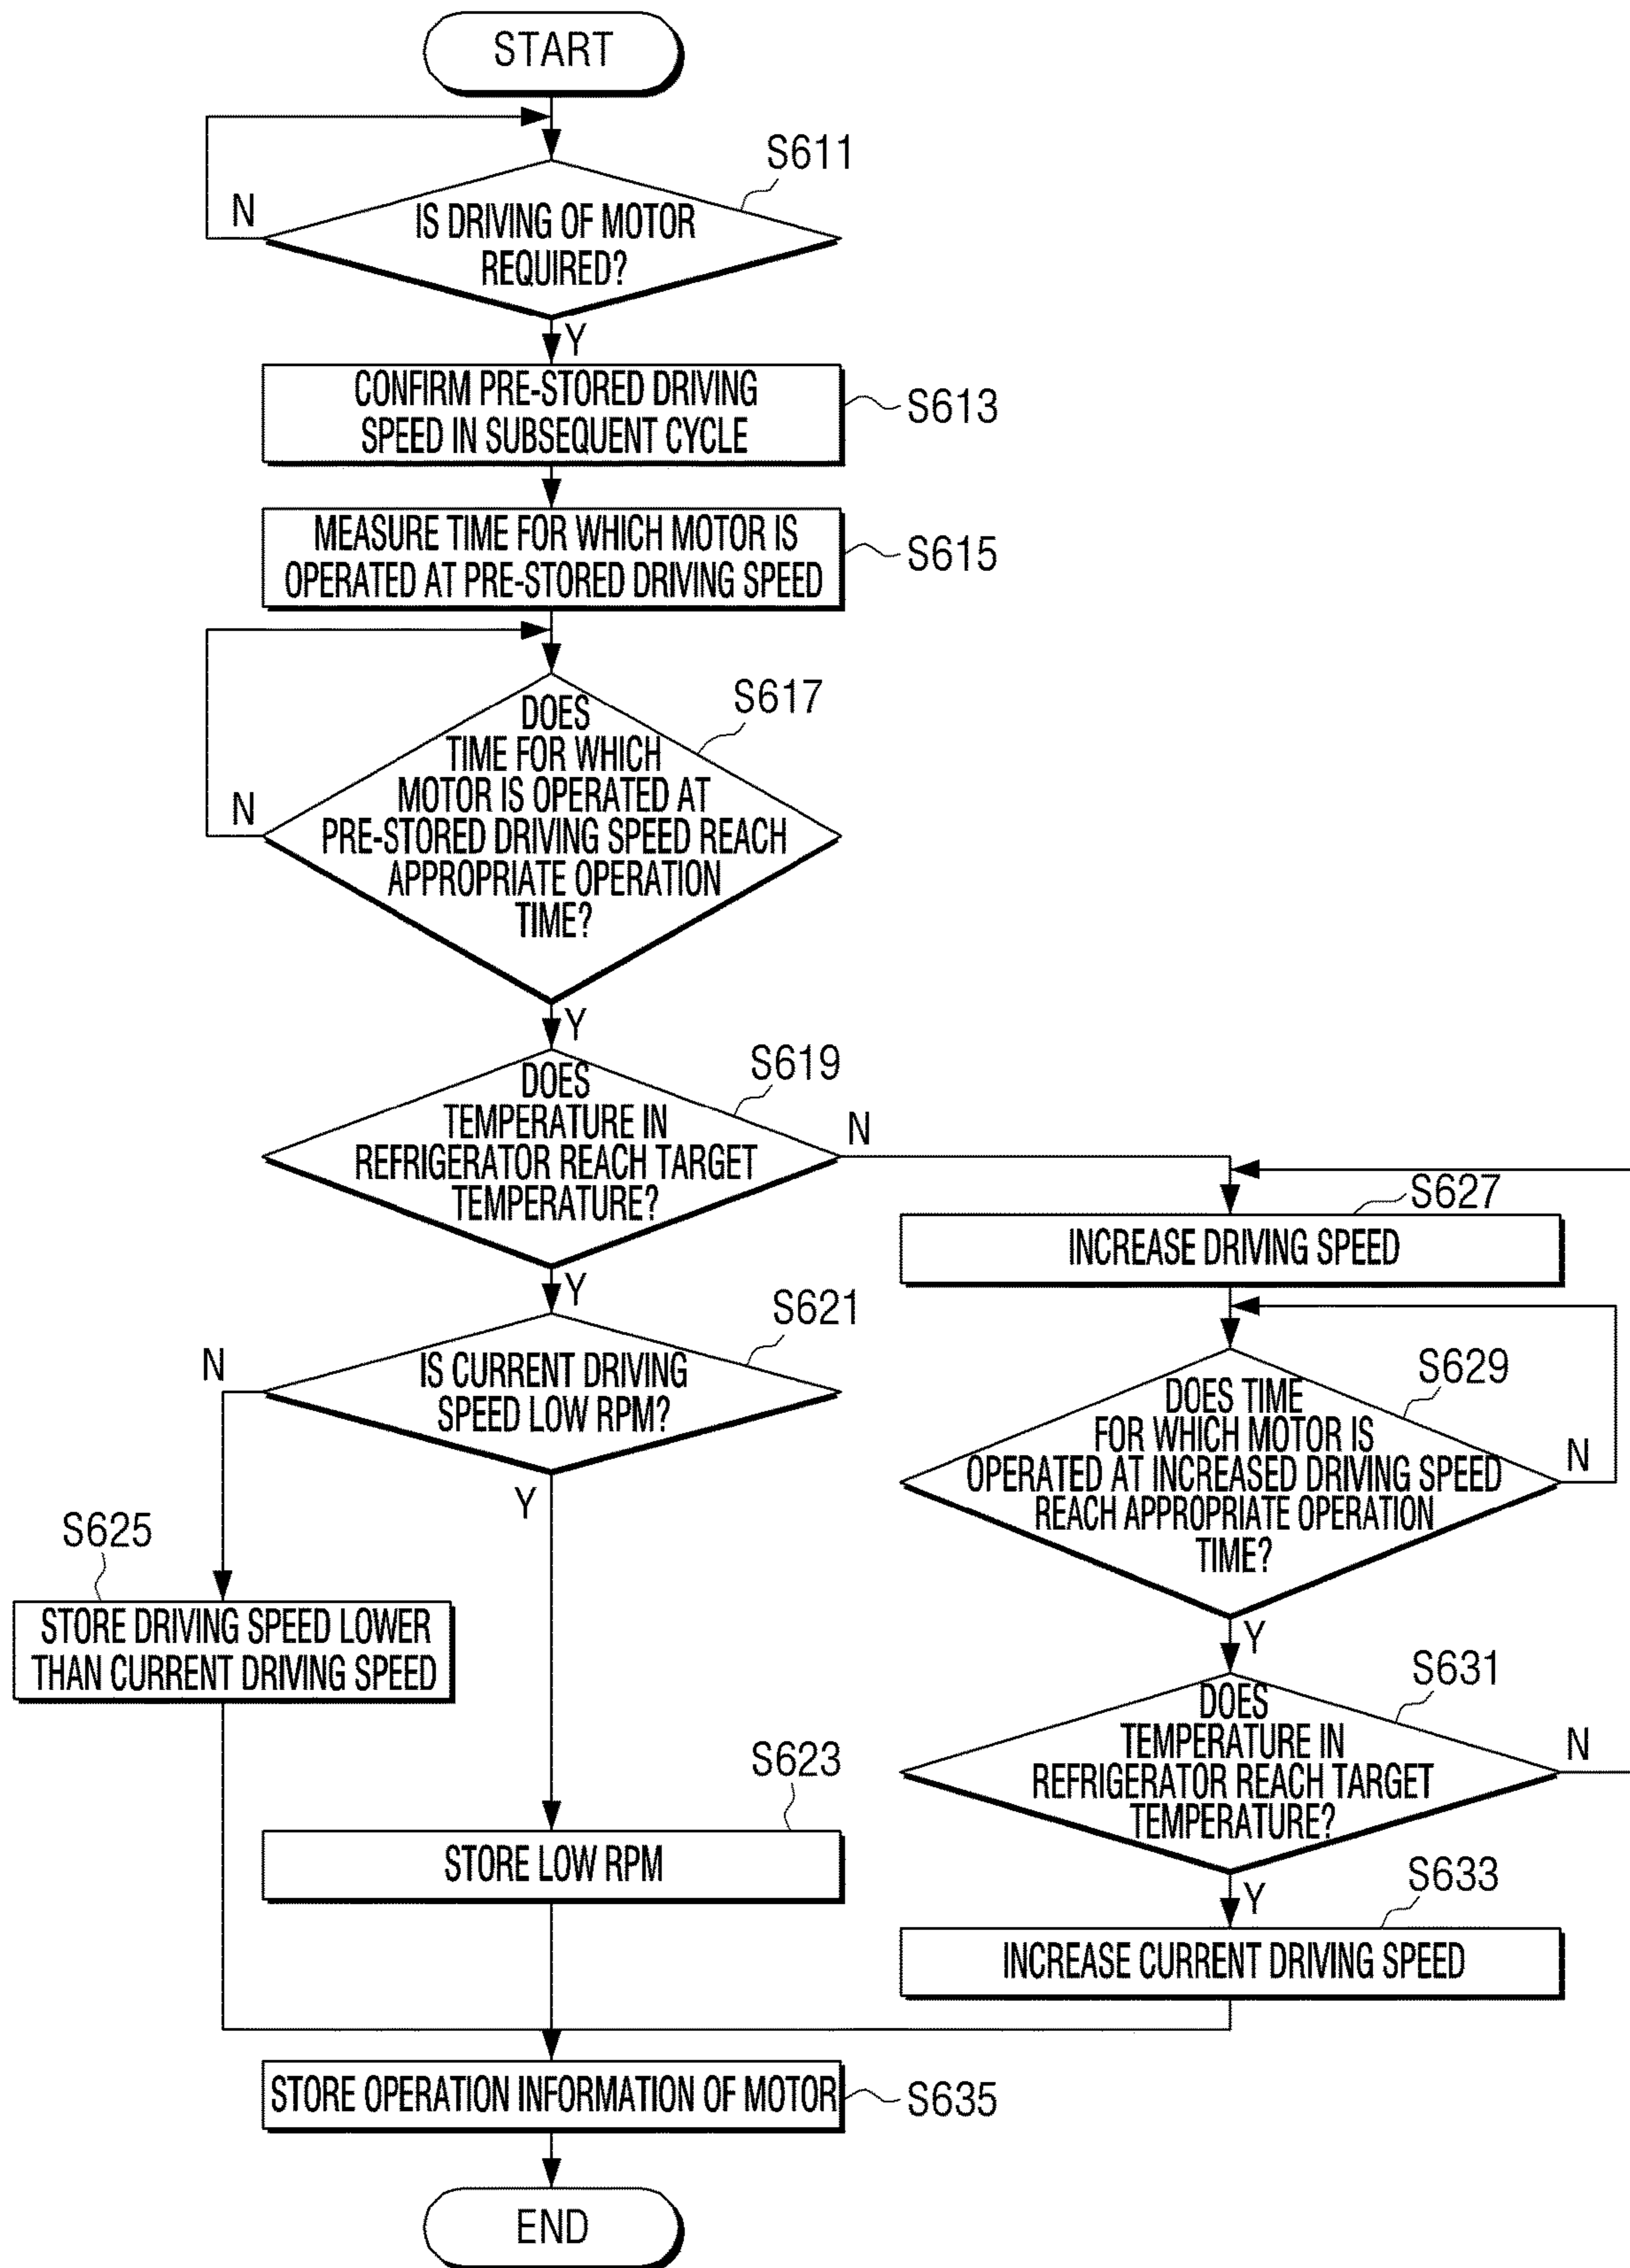 START
S611
N
IS DRIVING OF MOTOR
REQUIRED?
Y
CONFIRM PRE-STORED DRIVING
SPEED IN SUBSEQUENT CYCLE
S613
MEASURE TIME FOR WHICH MOTOR IS
OPERATED AT PRE-STORED DRIVING SPEED
S615
S617
DOES
TIME FOR WHICH
MOTOR IS OPERATED AT
PRE-STORED DRIVING SPEED REACH
APPROPRIATE OPERATION
TIME?
N
Y
S619
DOES
TEMPERATURE IN
REFRIGERATOR REACH TARGET
TEMPERATURE?
N
Y
S621
IS CURRENT DRIVING
SPEED LOW RPM?
N
Y
S625
STORE DRIVING SPEED LOWER
THAN CURRENT DRIVING SPEED
S623
STORE LOW RPM
S627
INCREASE DRIVING SPEED
S629
DOES TIME
FOR WHICH MOTOR IS
OPERATED AT INCREASED DRIVING SPEED
REACH APPROPRIATE OPERATION
TIME?
N
Y
S631
DOES
TEMPERATURE IN
REFRIGERATOR REACH TARGET
TEMPERATURE?
N
Y
S633
INCREASE CURRENT DRIVING SPEED
STORE OPERATION INFORMATION OF MOTOR
S635
END